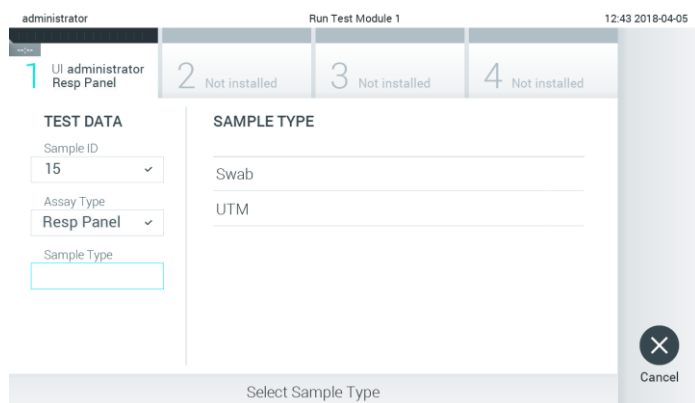 administrator Run Test Module 1 12:43 2018-04-05
--:--
1 UI administrator
Resp Panel
2 Not installed
3 Not installed
4 Not installed
TEST DATA
Sample ID
15
Assay Type
Resp Panel
Sample Type
SAMPLE TYPE
Swab
UTM
Cancel
Select Sample Type